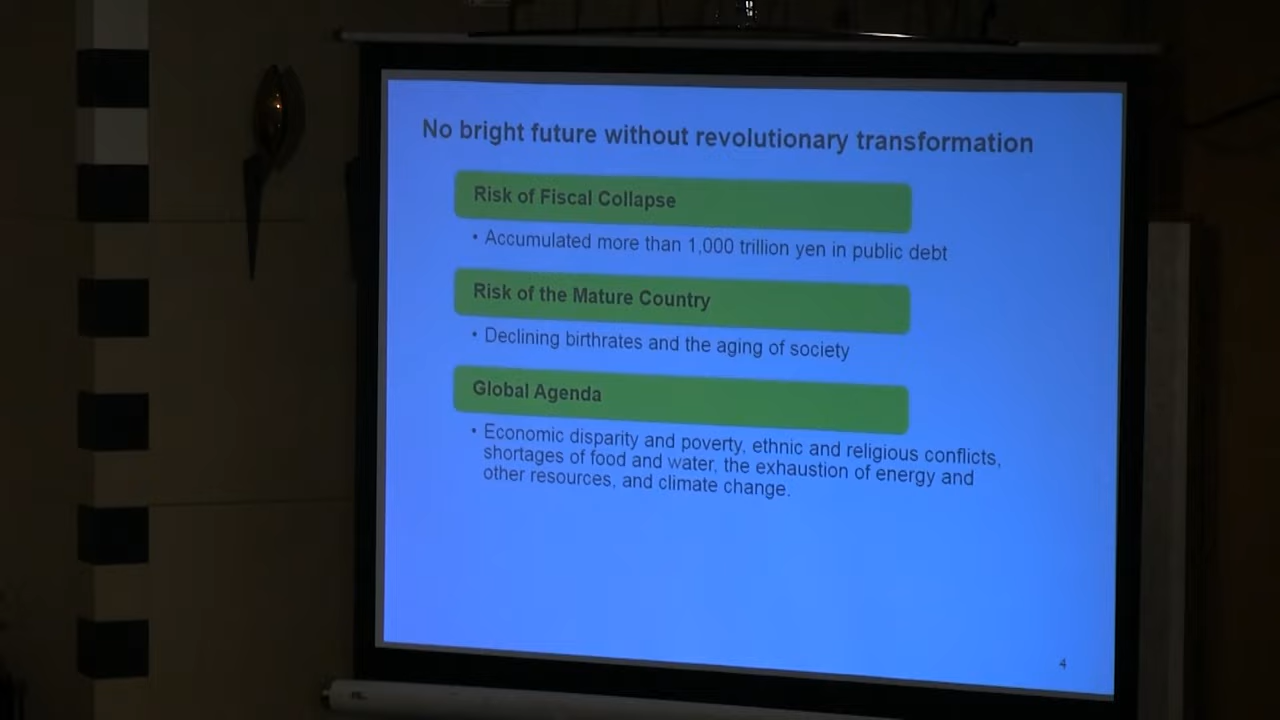 No bright future without revolutionary transformation
Risk of Fiscal Collapse
• Accumulated more than 1,000 trillion yen in public debt
Risk of the Mature Country
• Declining birthrates and the aging of society
Global Agenda
• Economic disparity and poverty, ethnic and religious conflicts,
shortages of food and water, the exhaustion of energy and
other resources, and climate change.
4